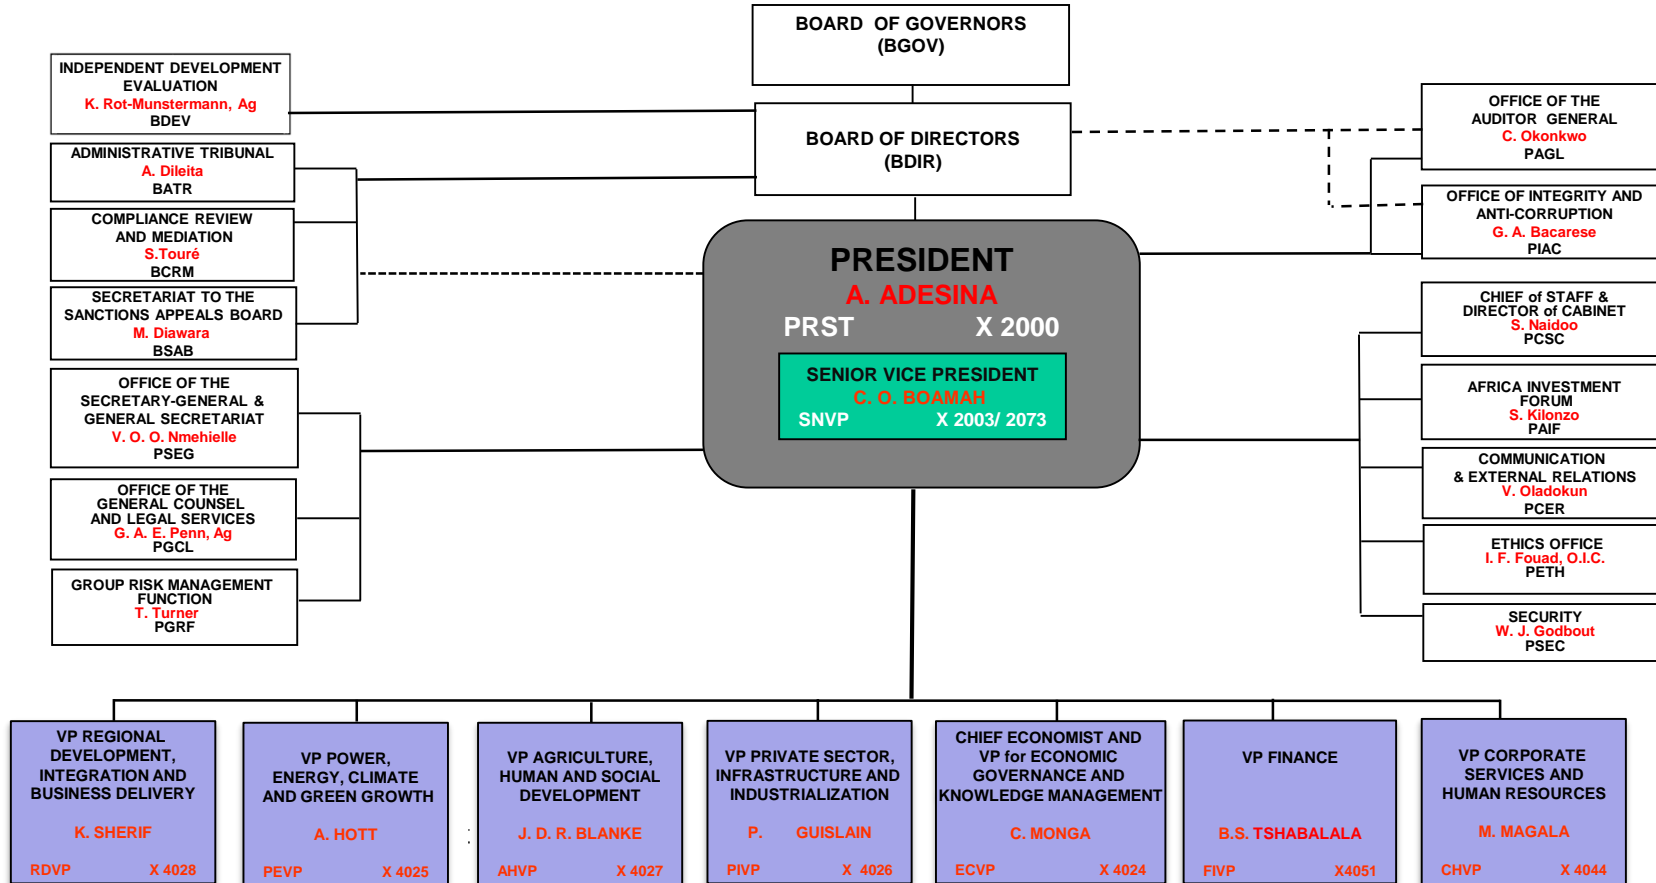 BOARD OF GOVERNORS
(BGOV)
BOARD OF DIRECTORS
(BDIR)
INDEPENDENT DEVELOPMENT
EVALUATION
K. Rot-Munstermann, Ag
BDEV
ADMINISTRATIVE TRIBUNAL
A. Dileita
BATR
COMPLIANCE REVIEW
AND MEDIATION
S.Touré
BCRM
SECRETARIAT TO THE
SANCTIONS APPEALS BOARD
M. Diawara
BSAB
OFFICE OF THE
SECRETARY-GENERAL &
GENERAL SECRETARIAT
V. O. O. Nmehielle
PSEG
OFFICE OF THE
GENERAL COUNSEL
AND LEGAL SERVICES
G. A. E. Penn, Ag
PGCL
GROUP RISK MANAGEMENT
FUNCTION
T. Turner
PGRF
PRESIDENT
A. ADESINA
PRST X 2000
SENIOR VICE PRESIDENT
C. O. BOAMAH
SNVP X 2003/ 2073
OFFICE OF THE
AUDITOR GENERAL
C. Okonkwo
PAGL
OFFICE OF INTEGRITY AND
ANTI-CORRUPTION
G. A. Bacarese
PIAC
CHIEF of STAFF &
DIRECTOR of CABINET
S. Naidoo
PCSC
AFRICA INVESTMENT
FORUM
S. Kilonzo
PAIF
COMMUNICATION
& EXTERNAL RELATIONS
V. Oladokun
PCER
ETHICS OFFICE
I. F. Fouad, O.I.C.
PETH
SECURITY
W. J. Godbout
PSEC
VP REGIONAL
DEVELOPMENT,
INTEGRATION AND
BUSINESS DELIVERY
K. SHERIF
RDVP X 4028
VP POWER,
ENERGY, CLIMATE
AND GREEN GROWTH
A. HOTT
PEVP X 4025
:
VP AGRICULTURE,
HUMAN AND SOCIAL
DEVELOPMENT
J. D. R. BLANKE
AHVP X 4027
VP PRIVATE SECTOR,
INFRASTRUCTURE AND
INDUSTRIALIZATION
P. GUISLAIN
PIVP X 4026
CHIEF ECONOMIST AND
VP for ECONOMIC
GOVERNANCE AND
KNOWLEDGE MANAGEMENT
C. MONGA
ECVP X 4024
VP FINANCE
B.S. TSHABALALA
FIVP X4051
VP CORPORATE
SERVICES AND
HUMAN RESOURCES
M. MAGALA
CHVP X 4044